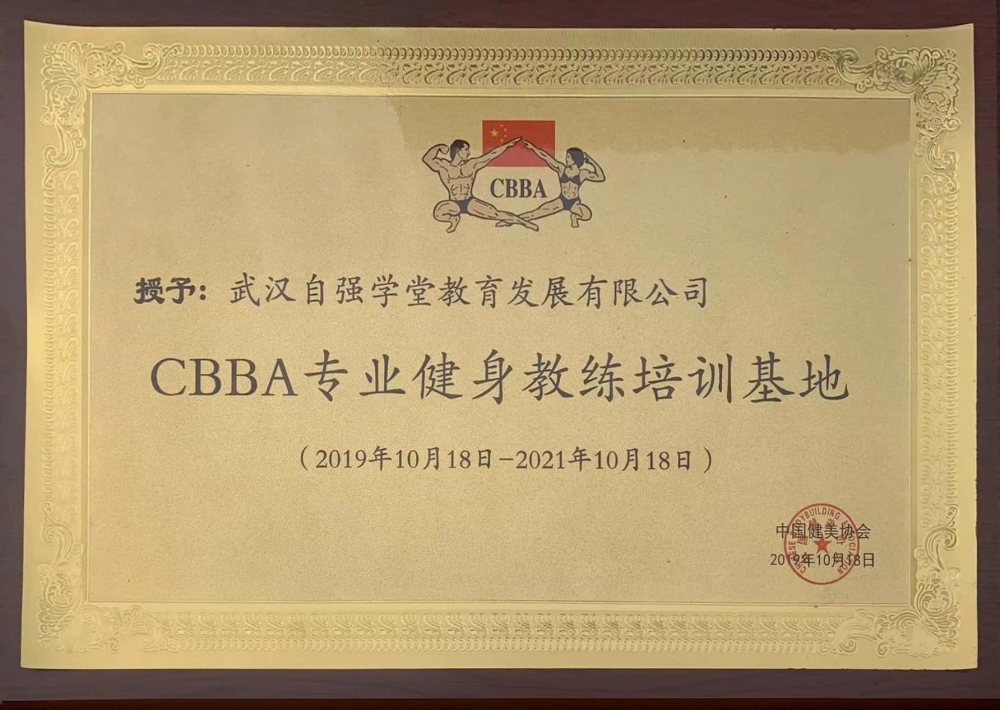 CBBA
授予：武汉自强学堂教育发展有限公司
CBBA专业健身教练培训基地
（2019年10月18日-2021年10月18日）
中国健美协会
2019年10月18日